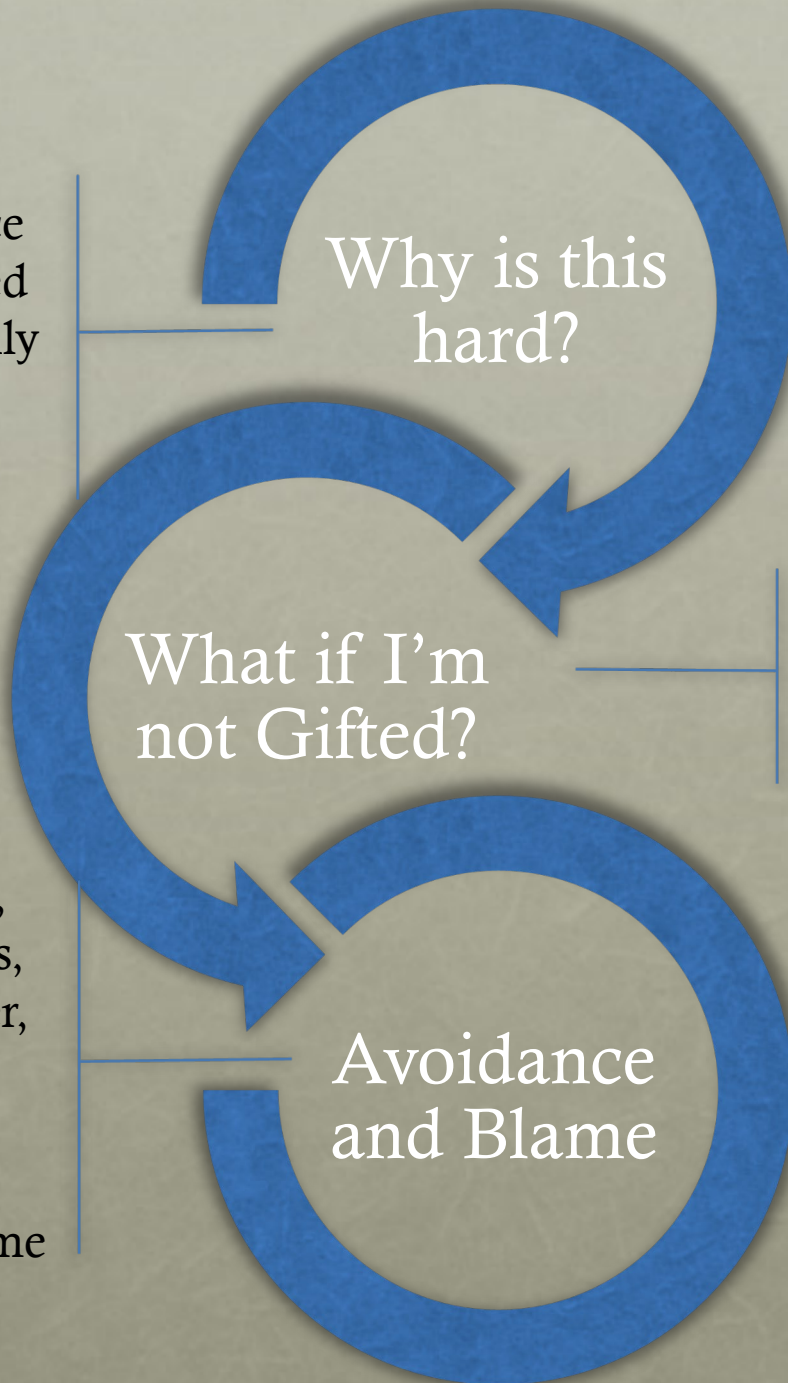 Why is this
hard?
What if I'm
not Gifted?
Avoidance
and Blame